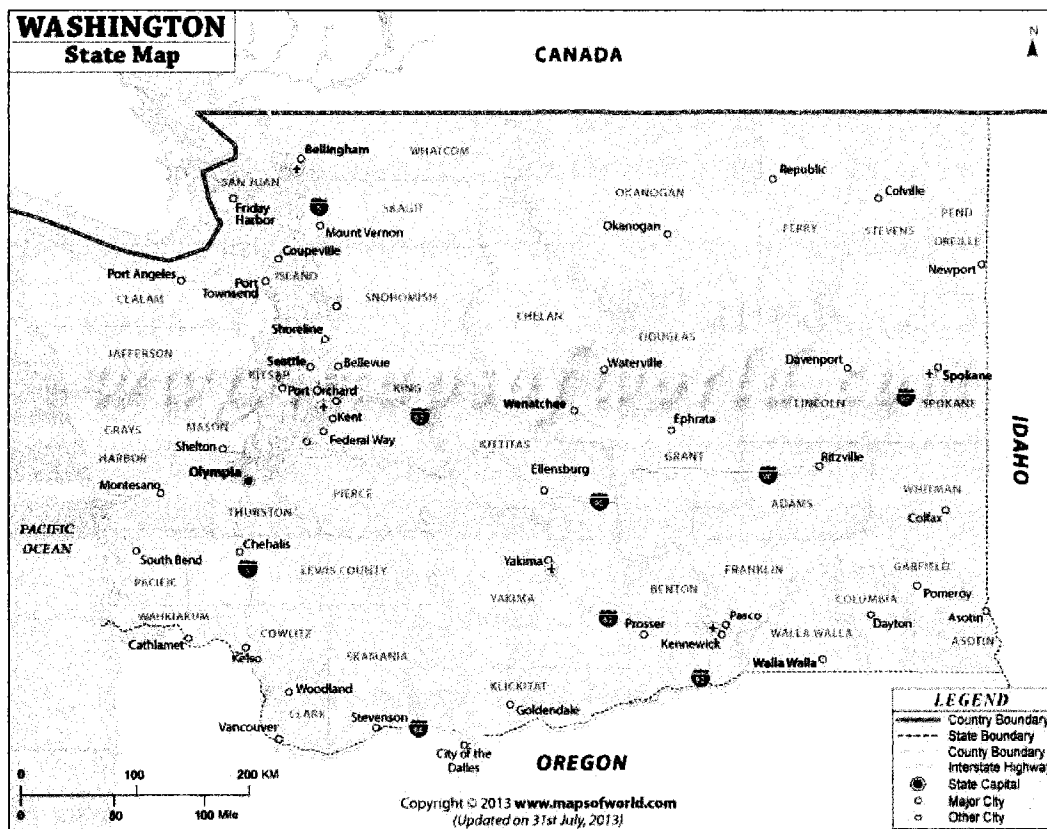 WASHINGTON
State Map
CANADA
N
Bellingham
WHATCOM
SAN JUAN
Friday
Harbor
SKAGIT
Mount Vernon
Coupeville
Port Angeles
CLALAM
Port
Townsend
ISLAND
SNOHOMISH
Shoreline
JAFFERSON
Seattle
Bellevue
KITSAP
Port Orchard
KING
Kent
Federal Way
MASON
GRAYS
HARBOR
Shelton
Olympia
Montesano
THURSTON
PIERCE
PACIFIC
OCEAN
South Bend
Chehalis
PACIFIC
LEWIS COUNTY
WAHKIAKUM
Cathlamet
COWLITZ
Kelso
SKAMANIA
Woodland
CLARK
Vancouver
Stevenson
Republic
OKANOGAN
Okanogan
FERRY
Colville
STEVENS
PEND
OREILLE
Newport
CHELAN
DOUGLAS
Waterville
Davenport
Spokane
Wenatchee
LINCOLN
SPOKANE
Ephrata
KITTITAS
GRANT
Ritzville
Ellensburg
ADAMS
WHITMAN
Colfax
IDAHO
Yakima
YAKIMA
BENTON
FRANKLIN
GARFIELD
Pomeroy
COLUMBIA
Dayton
Asotin
ASOTIN
Prosser
Pasco
Kennewick
WALLA WALLA
Walla Walla
KLICKITAT
Goldendale
City of the
Dalles
OREGON
LEGEND
Country Boundary
State Boundary
County Boundary
Interstate Highway
State Capital
Major City
Other City
0 100 200 KM
0 50 100 Mile
Copyright © 2013 www.mapsofworld.com
(Updated on 31st July, 2013)